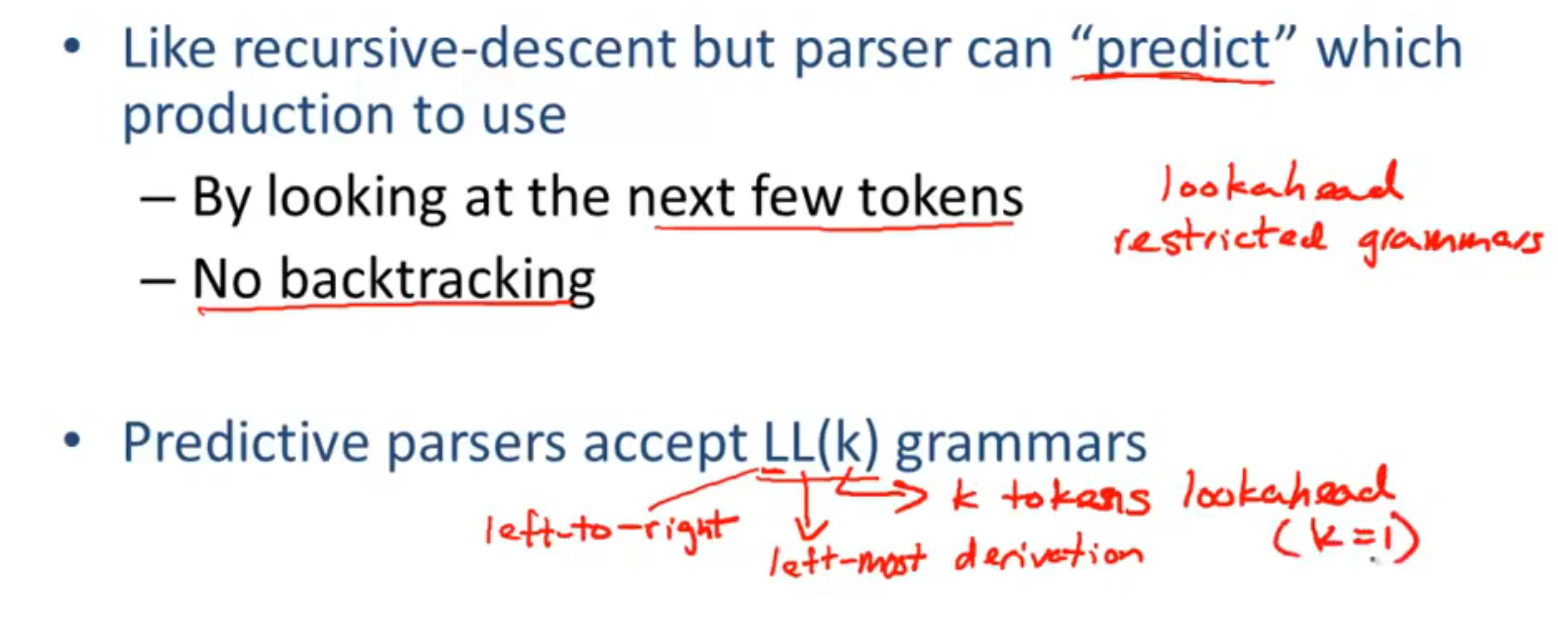 • Like recursive-descent but parser can “predict” which
production to use
– By looking at the next few tokens
lookahead
restricted grammars
– No backtracking
• Predictive parsers accept LL(k) grammars
left-to-right
left-most derivation
k tokens lookahead
(k=1)